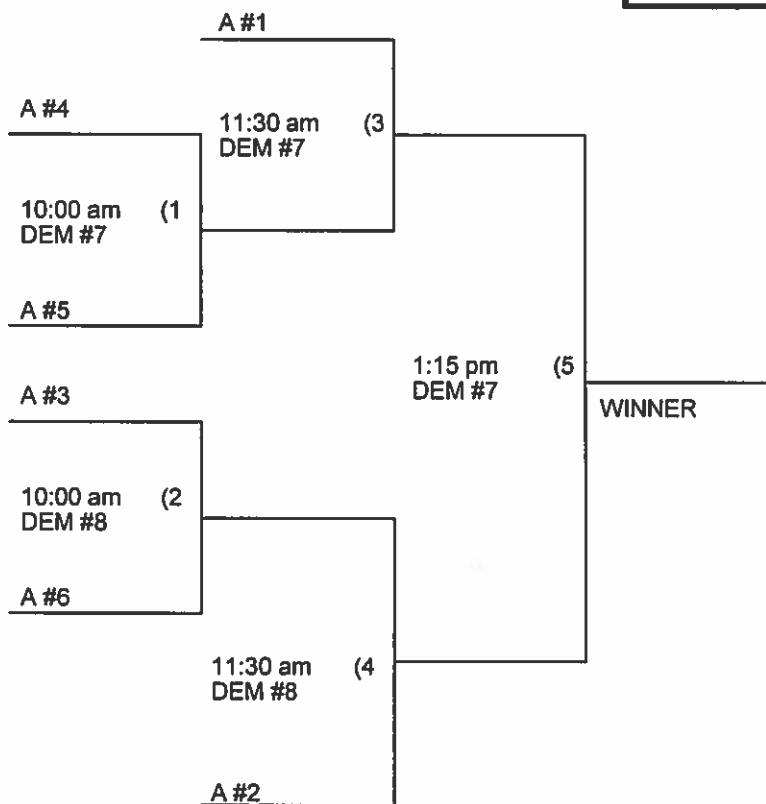 A #1
A #4
11:30 am (3
DEM #7
10:00 am (1
DEM #7
A #5
1:15 pm (5
DEM #7
A #3
WINNER
10:00 am (2
DEM #8
A #6
11:30 am (4
DEM #8
A #2